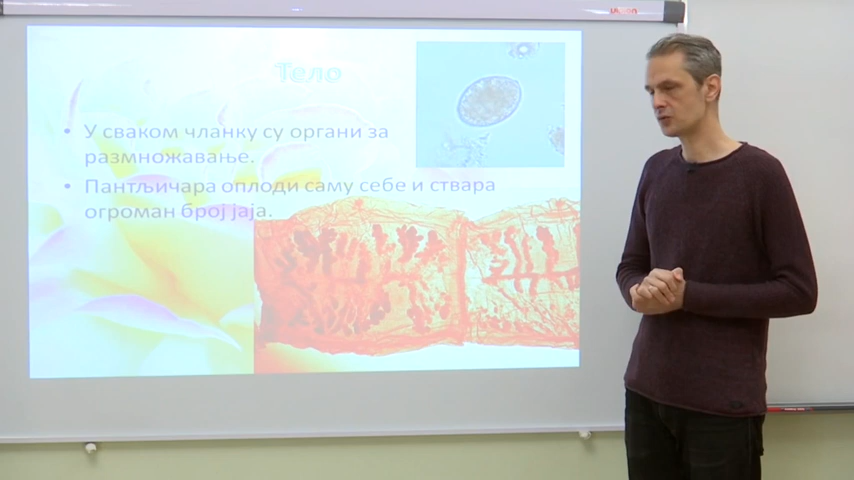 Тело
• У сваком чланку су органи за
размножавање.
• Пантљичара оплоди саму себе и ствара
огроман број јаја.